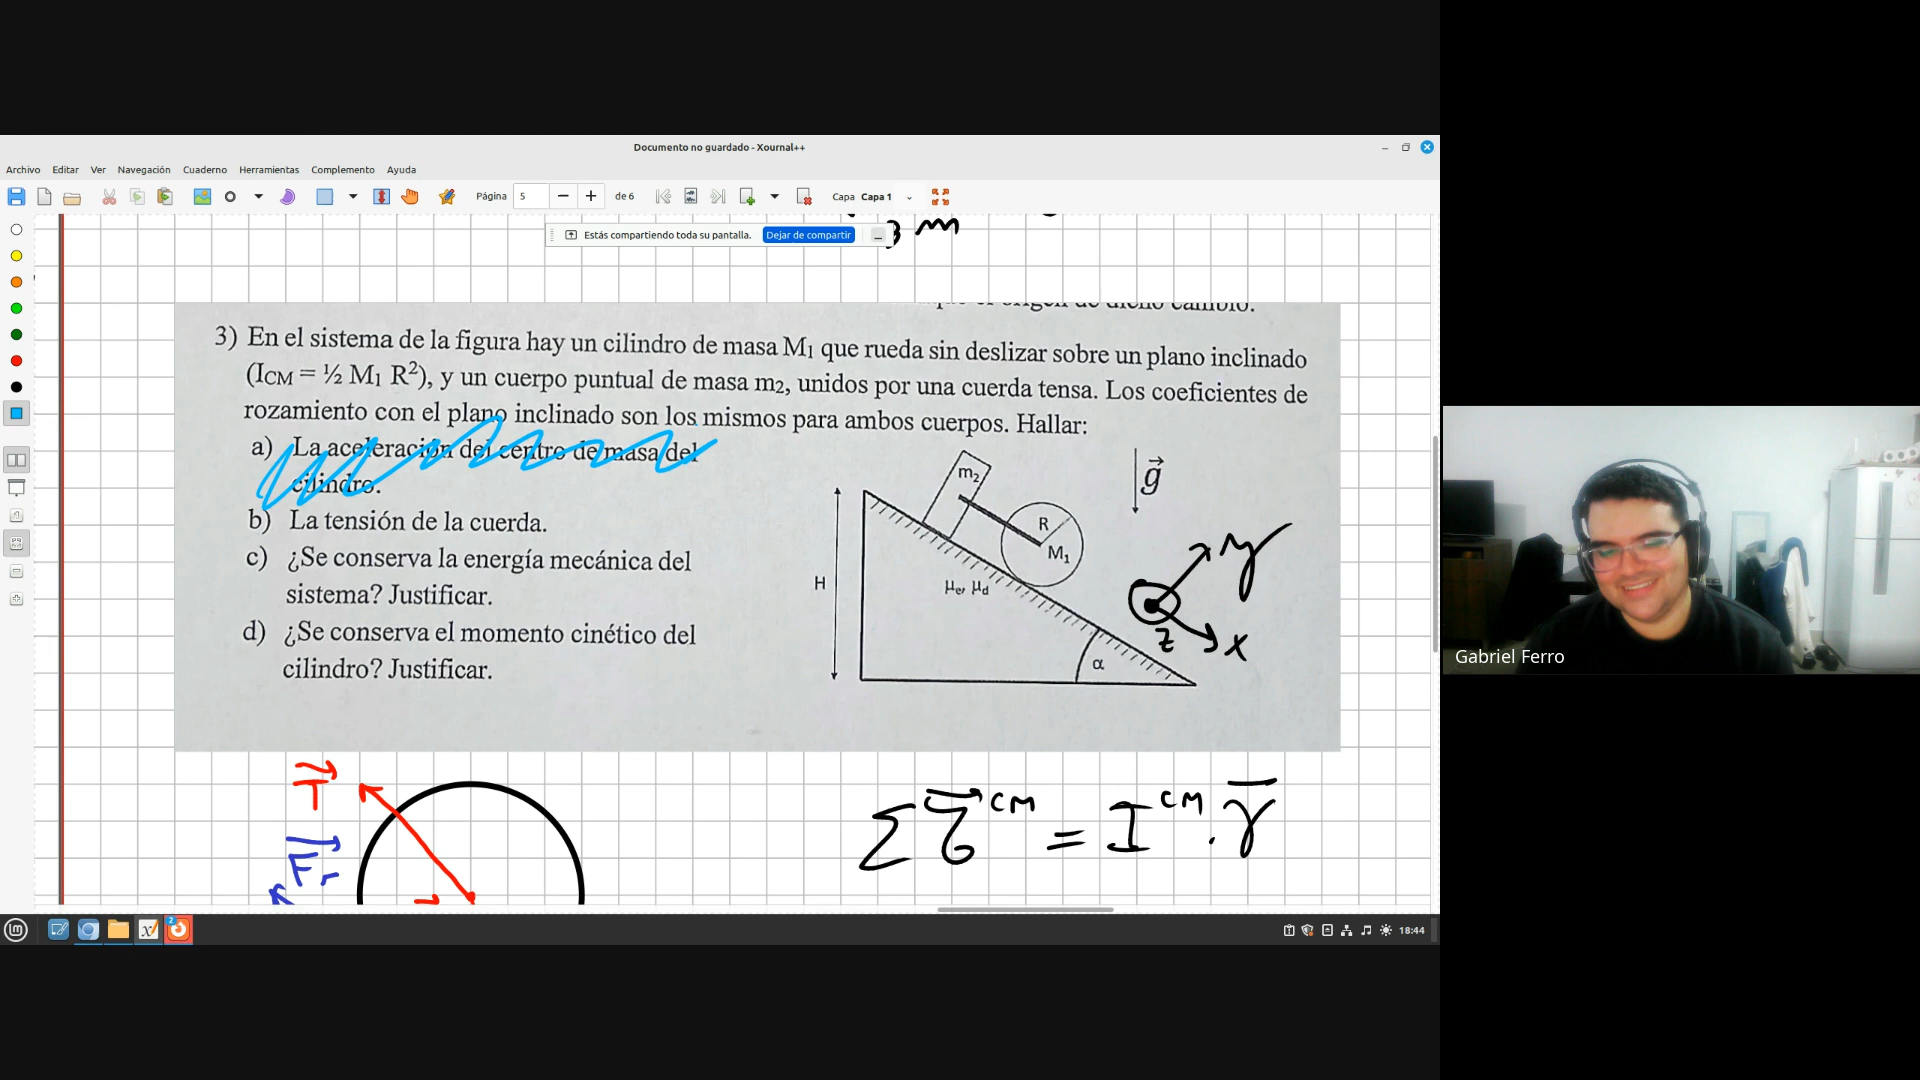 Documento no guardado - Xournal++
Archivo Editar Ver Navegación Cuaderno Herramientas Complemento Ayuda
Página 5 de 6 Capa Capa 1
m
Estás compartiendo toda su pantalla. Dejar de compartir
origen de dicho cambio.
3) En el sistema de la figura hay un cilindro de masa M₁ que rueda sin deslizar sobre un plano inclinado
(ICM = ½ M₁ R²), y un cuerpo puntual de masa m₂, unidos por una cuerda tensa. Los coeficientes de
rozamiento con el plano inclinado son los mismos para ambos cuerpos. Hallar:
a) La aceleración del centro de masa del
cilindro.
b) La tensión de la cuerda.
c) ¿Se conserva la energía mecánica del
sistema? Justificar.
d) ¿Se conserva el momento cinético del
cilindro? Justificar.
m₂
R
M₁
H
μe, μd
α
g⃗
y
z
x
T⃗
F⃗r
Σ τ⃗ CM = I CM . γ̄
2
18:44
Gabriel Ferro